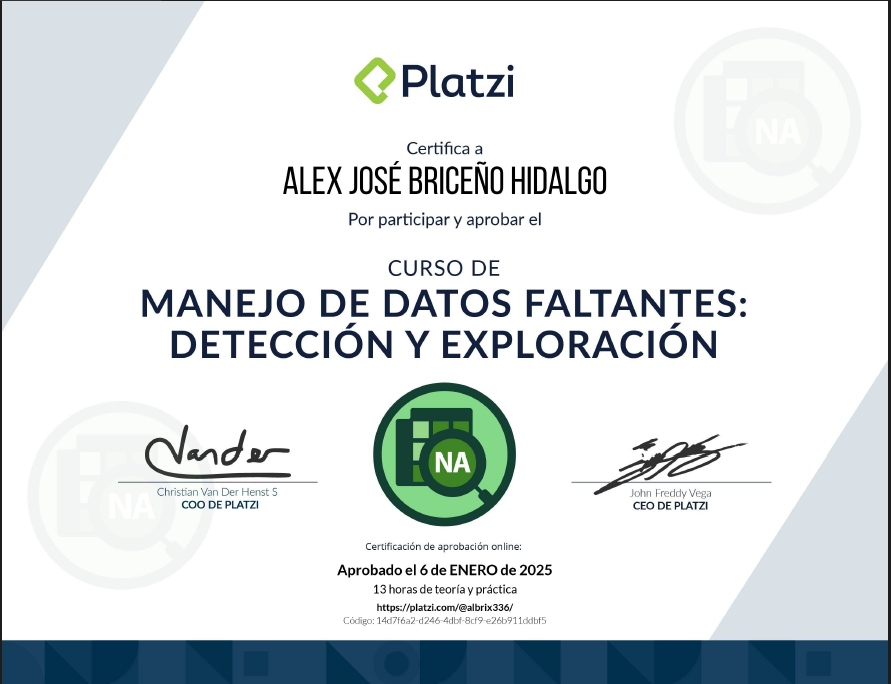 Platzi
NA
Certifica a
ALEX JOSÉ BRICEÑO HIDALGO
Por participar y aprobar el
CURSO DE
MANEJO DE DATOS FALTANTES:
DETECCIÓN Y EXPLORACIÓN
Vander
NA
Christian Van Der Henst S
COO DE PLATZI
NA
John Freddy Vega
CEO DE PLATZI
Certificación de aprobación online:
Aprobado el 6 de ENERO de 2025
13 horas de teoría y práctica
https://platzi.com/@albrix336/
Código: 14d7f6a2-d246-4dbf-8cf9-e26b911ddbf5